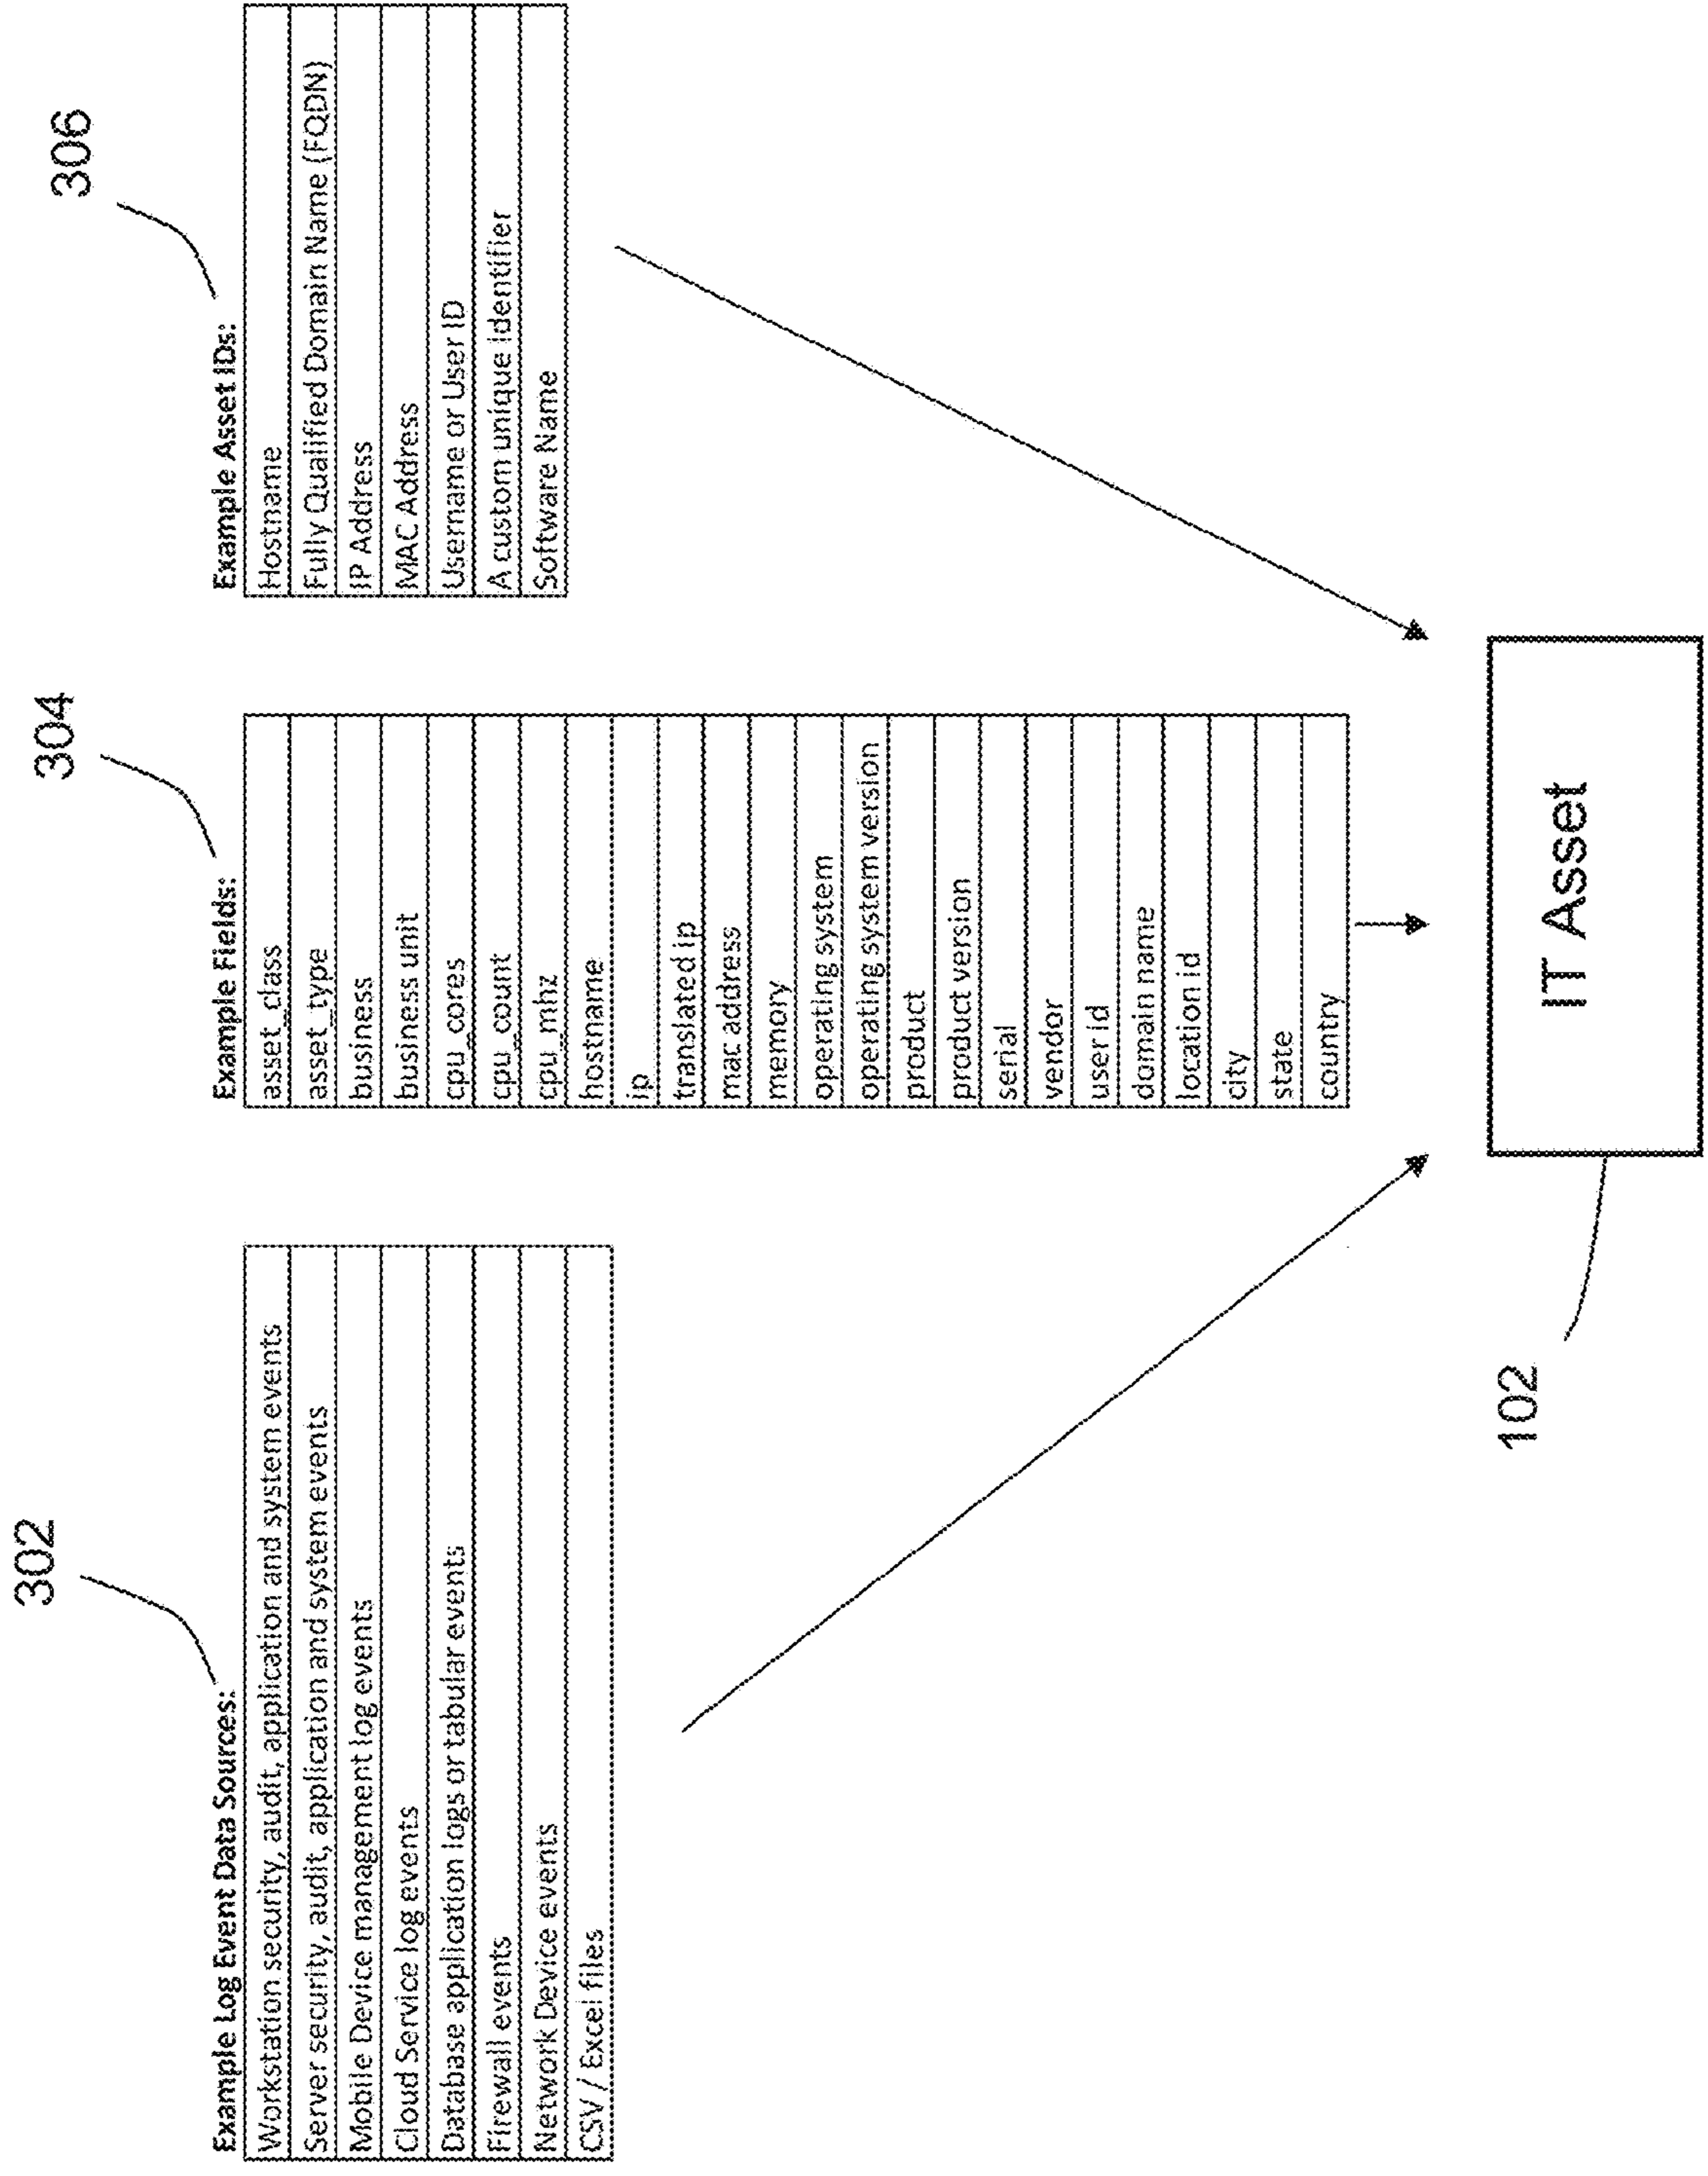 302
Example Log Event Data Sources:
Workstation security, audit, application and system events
Server security, audit, application and system events
Mobile Device management log events
Cloud Service log events
Database application logs or tabular events
Firewall events
Network Device events
CSV / Excel files
304
Example Fields:
asset_class
asset_type
business
business unit
cpu_cores
cpu_count
cpu_mhz
hostname
ip
translated ip
mac address
memory
operating system
operating system version
product
product version
serial
vendor
user id
domain name
location id
city
state
country
306
Example Asset IDs:
Hostname
Fully Qualified Domain Name (FQDN)
IP Address
MAC Address
Username or User ID
A custom unique identifier
Software Name
IT Asset
102